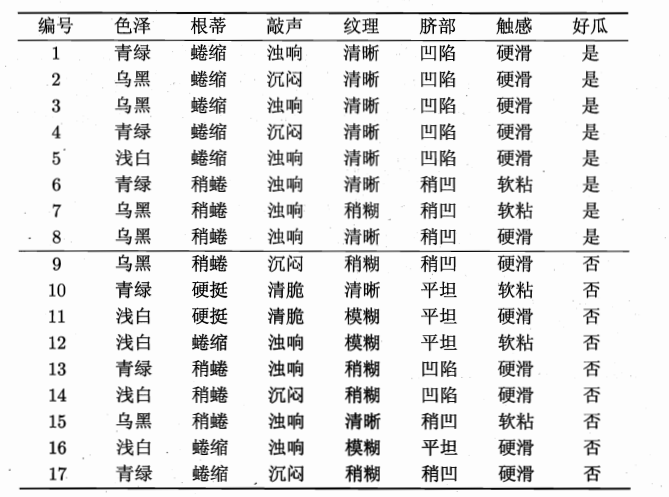 编号 色泽 根蒂 敲声 纹理 脐部 触感 好瓜
1 青绿 蜷缩 浊响 清晰 凹陷 硬滑 是
2 乌黑 蜷缩 沉闷 清晰 凹陷 硬滑 是
3 乌黑 蜷缩 浊响 清晰 凹陷 硬滑 是
4 青绿 蜷缩 沉闷 清晰 凹陷 硬滑 是
5 浅白 蜷缩 浊响 清晰 凹陷 硬滑 是
6 青绿 稍蜷 浊响 清晰 稍凹 软粘 是
7 乌黑 稍蜷 浊响 稍糊 稍凹 软粘 是
8 乌黑 稍蜷 浊响 清晰 稍凹 硬滑 是
9 乌黑 稍蜷 沉闷 稍糊 稍凹 硬滑 否
10 青绿 硬挺 清脆 清晰 平坦 软粘 否
11 浅白 硬挺 清脆 模糊 平坦 硬滑 否
12 浅白 蜷缩 浊响 模糊 平坦 软粘 否
13 青绿 稍蜷 浊响 稍糊 凹陷 硬滑 否
14 浅白 稍蜷 沉闷 稍糊 凹陷 硬滑 否
15 乌黑 稍蜷 浊响 清晰 稍凹 软粘 否
16 浅白 蜷缩 浊响 模糊 平坦 硬滑 否
17 青绿 蜷缩 沉闷 稍糊 稍凹 硬滑 否